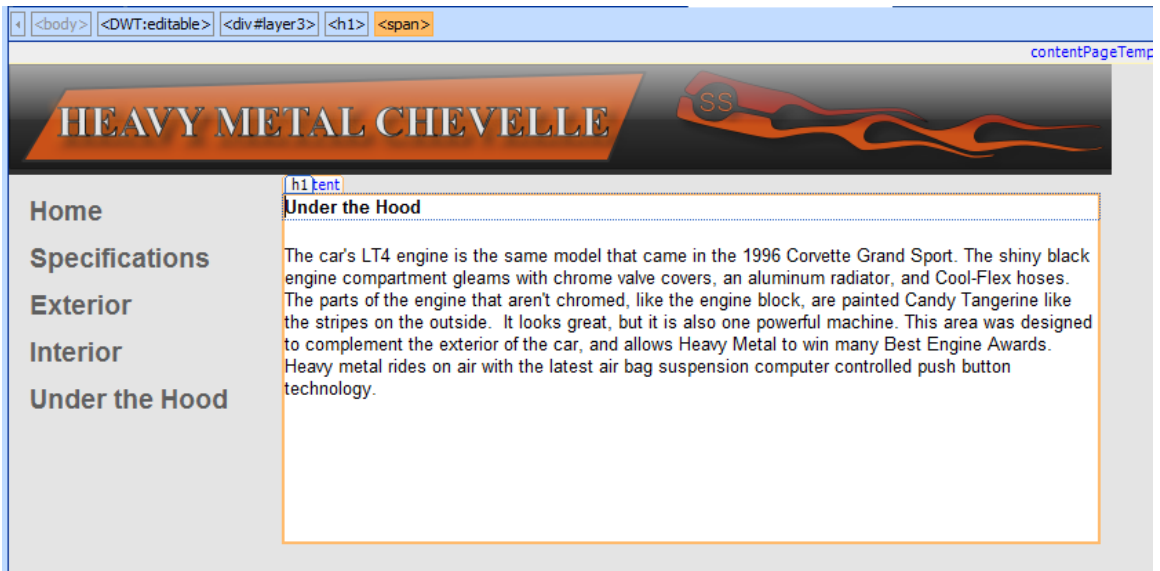 <body> <DWT:editable> <div#layer3> <h1> <span>
contentPageTemp
HEAVY METAL CHEVELLE
SS
h1 tent
Home
Specifications
Exterior
Interior
Under the Hood
Under the Hood
The car's LT4 engine is the same model that came in the 1996 Corvette Grand Sport. The shiny black
engine compartment gleams with chrome valve covers, an aluminum radiator, and Cool-Flex hoses.
The parts of the engine that aren't chromed, like the engine block, are painted Candy Tangerine like
the stripes on the outside.  It looks great, but it is also one powerful machine. This area was designed
to complement the exterior of the car, and allows Heavy Metal to win many Best Engine Awards.
Heavy metal rides on air with the latest air bag suspension computer controlled push button
technology.